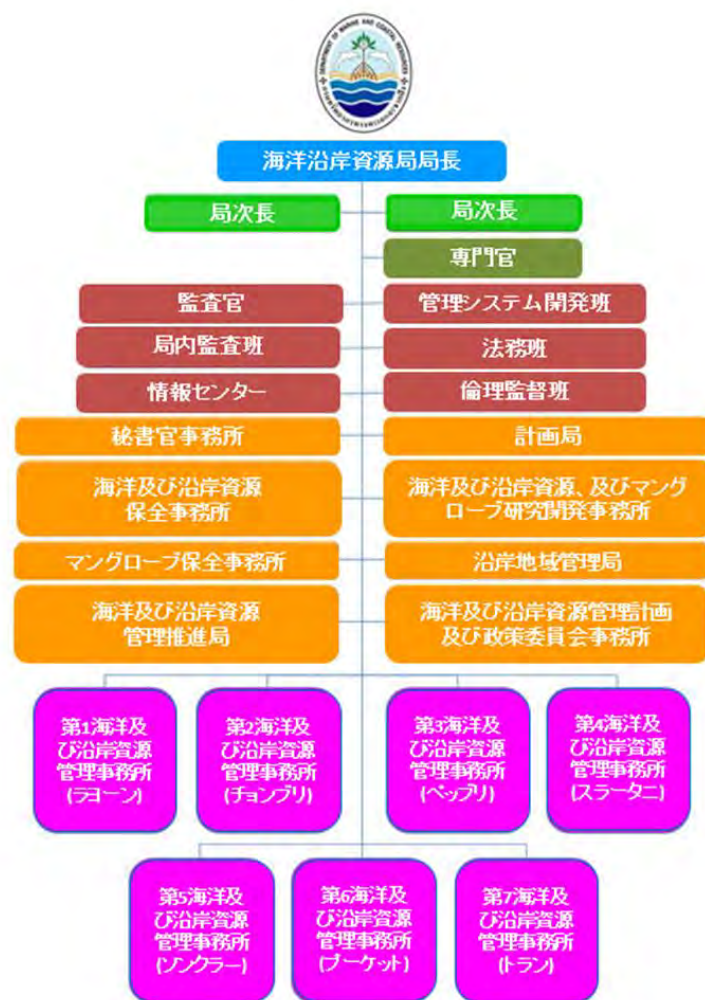 DEPARTMENT OF MARINE AND COASTAL RESOURCES
海洋沿岸資源局局長
局次長
局次長
専門官
監査官
管理システム開発班
局内監査班
法務班
情報センター
倫理監督班
秘書官事務所
計画局
海洋及び沿岸資源
保全事務所
海洋及び沿岸資源、及びマング
ローブ研究開発事務所
マングローブ保全事務所
沿岸地域管理局
海洋及び沿岸資源
管理推進局
海洋及び沿岸資源管理計画
及び政策委員会事務所
第1海洋及
び沿岸資源
管理事務所
(ラヨーン)
第2海洋及
び沿岸資源
管理事務所
(チョンブリ)
第3海洋及
び沿岸資源
管理事務所
(ペッブリ)
第4海洋及
び沿岸資源
管理事務所
(スラータニ)
第5海洋及
び沿岸資源
管理事務所
(ソンクラー)
第6海洋及
び沿岸資源
管理事務所
(プーケット)
第7海洋及
び沿岸資源
管理事務所
(トラン)